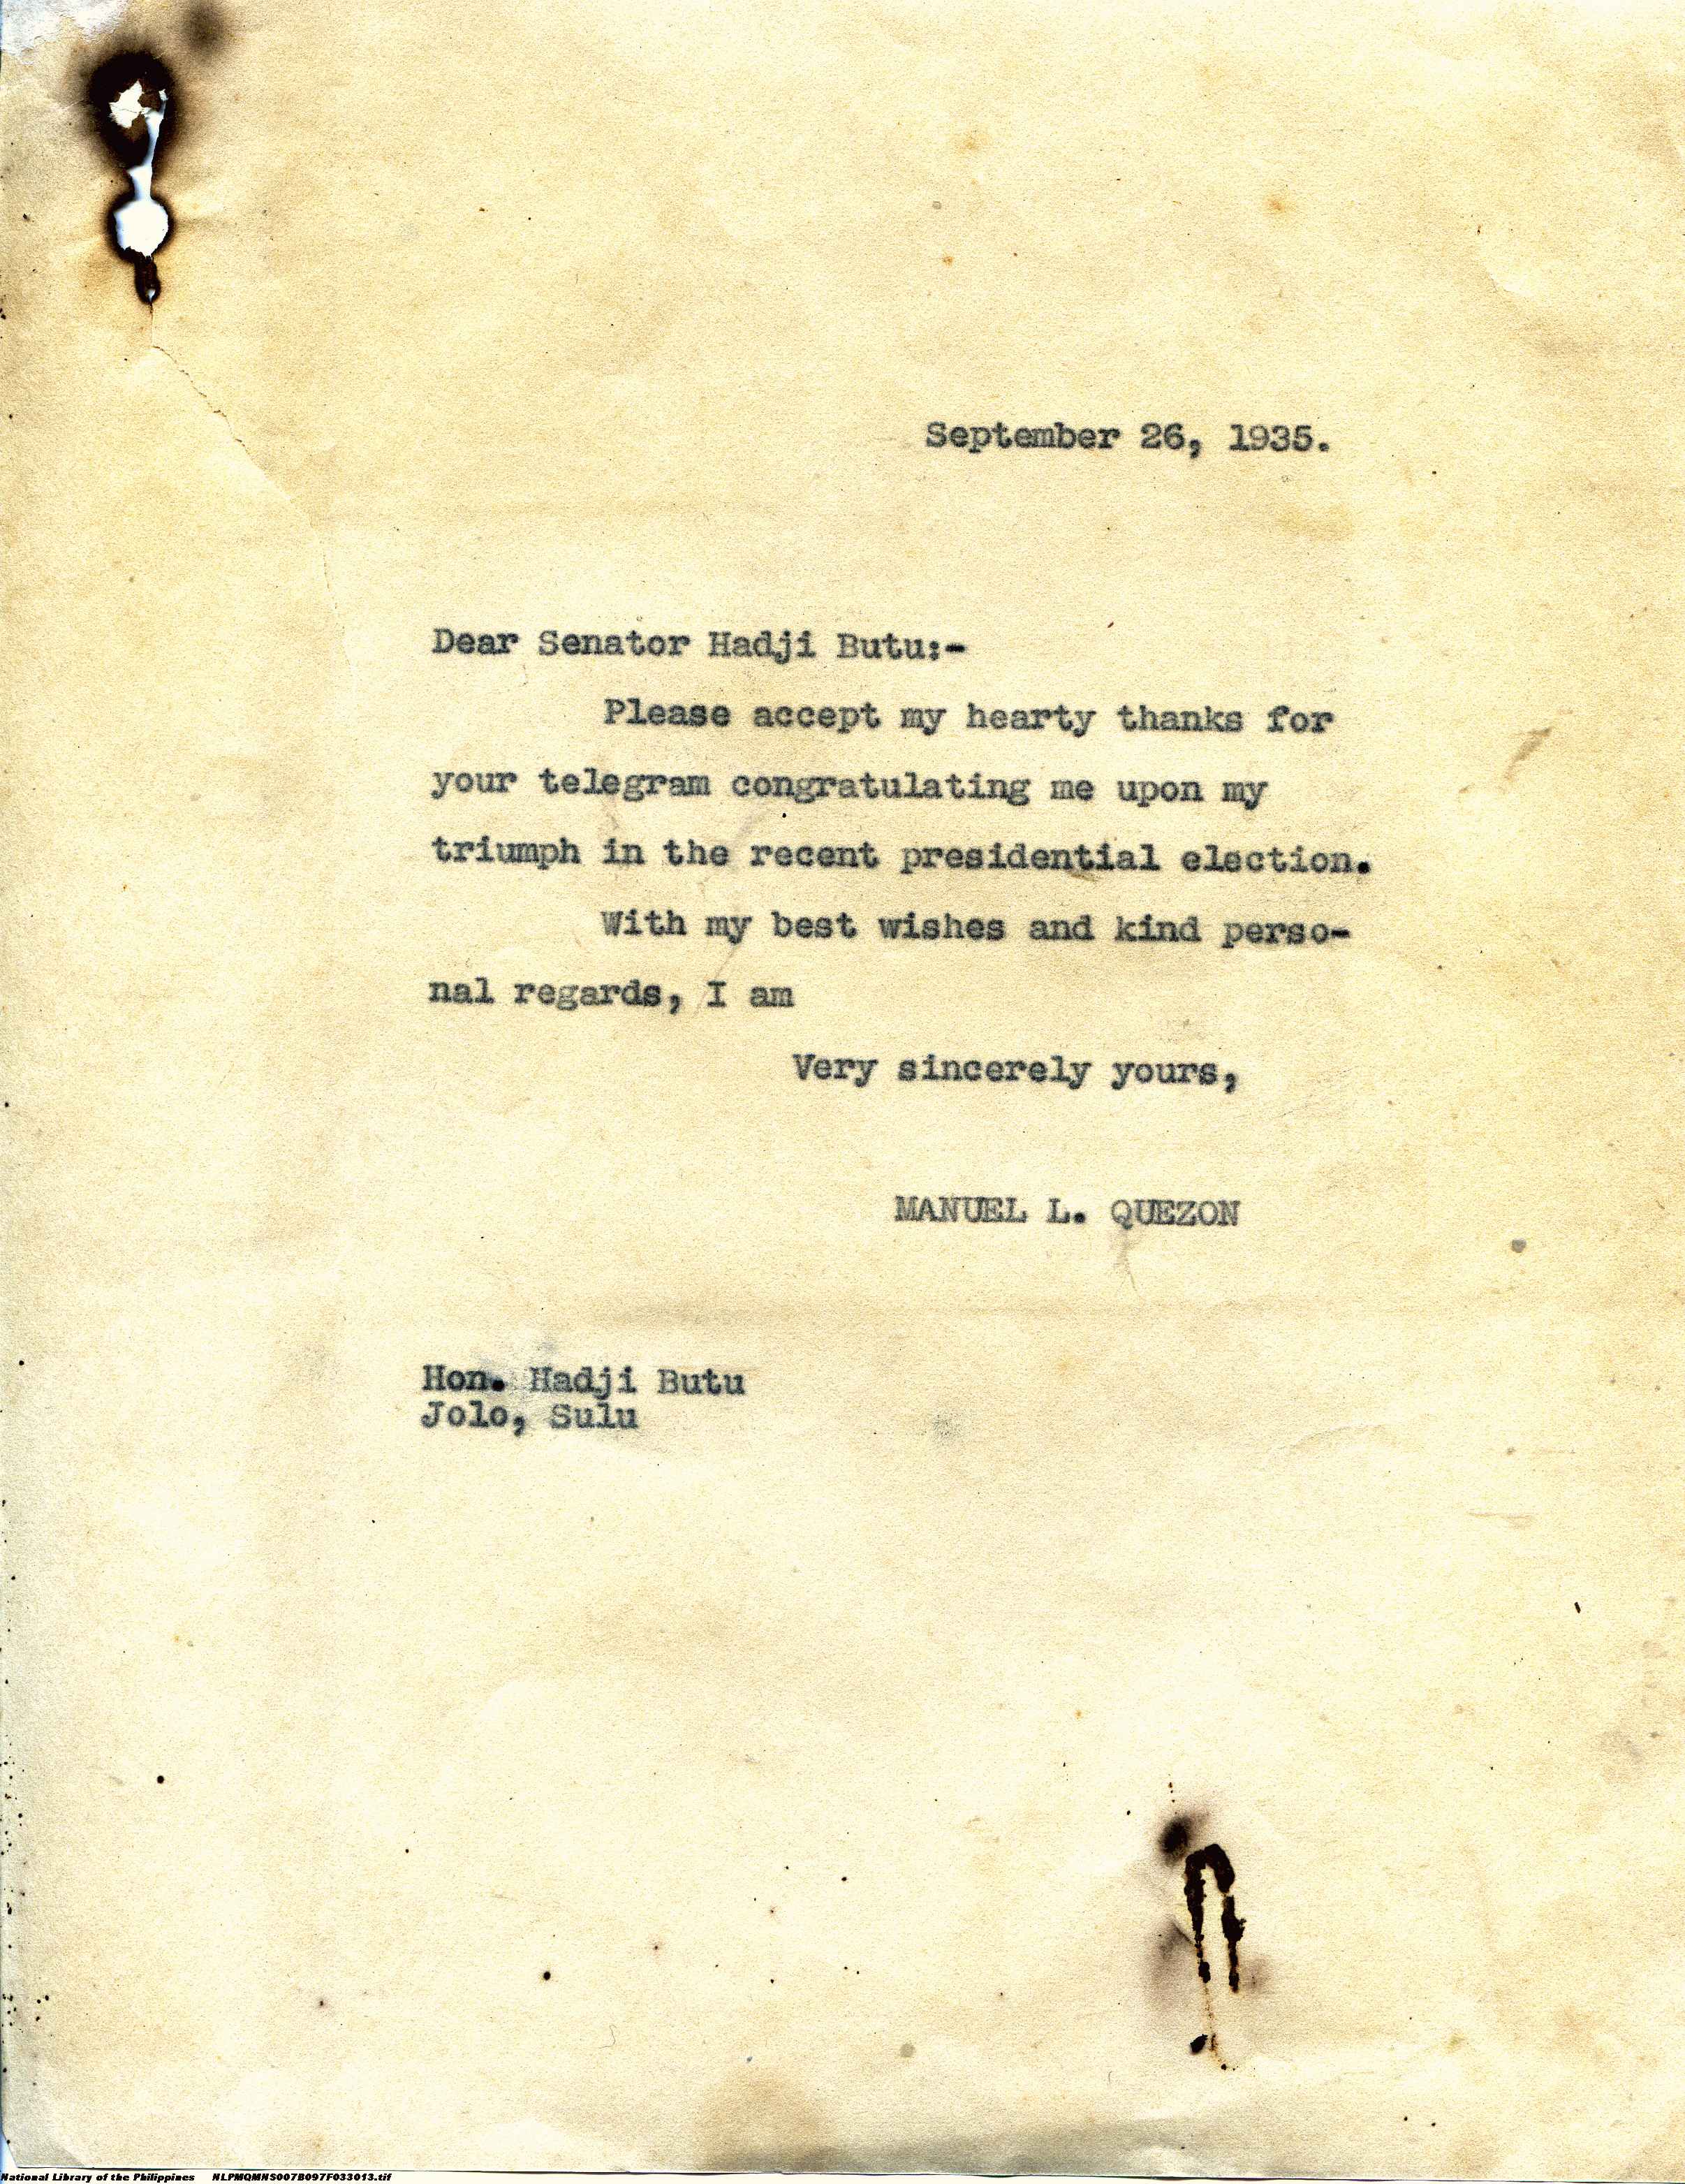 September 26, 1935.
Dear Senator Hadji Butu:-
Please accept my hearty thanks for
your telegram congratulating me upon my
triumph in the recent presidential election.
With my best wishes and kind perso-
nal regards, I am
Very sincerely yours,
MANUEL L. QUEZON
Hon. Hadji Butu
Jolo, Sulu
National Library of the Philippines NLPMQMNS007B097F033013.tif